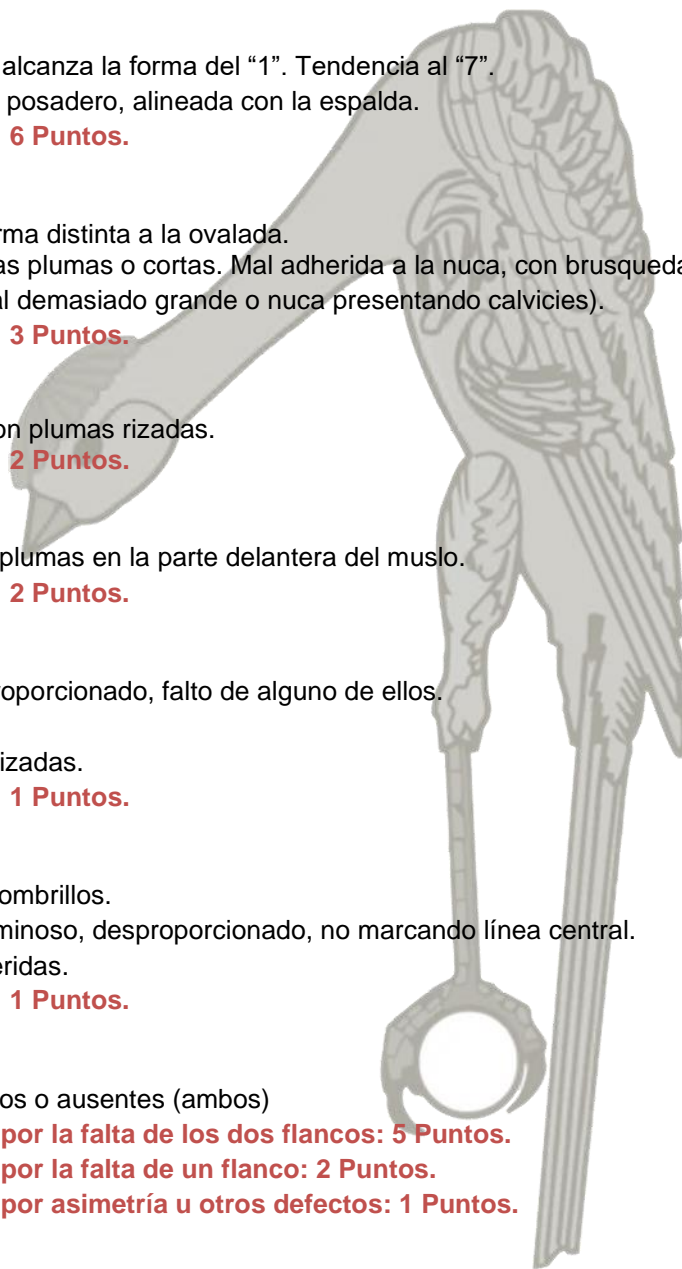 alcanza la forma del “1”. Tendencia al “7”.
posadero, alineada con la espalda.
6 Puntos.
rma distinta a la ovalada.
as plumas o cortas. Mal adherida a la nuca, con brusqueda
al demasiado grande o nuca presentando calvicies).
3 Puntos.
on plumas rizadas.
2 Puntos.
plumas en la parte delantera del muslo.
2 Puntos.
roporcionado, falto de alguno de ellos.
izadas.
1 Puntos.
ombrillos.
minoso, desproporcionado, no marcando línea central.
eridas.
1 Puntos.
os o ausentes (ambos)
por la falta de los dos flancos: 5 Puntos.
por la falta de un flanco: 2 Puntos.
por asimetría u otros defectos: 1 Puntos.